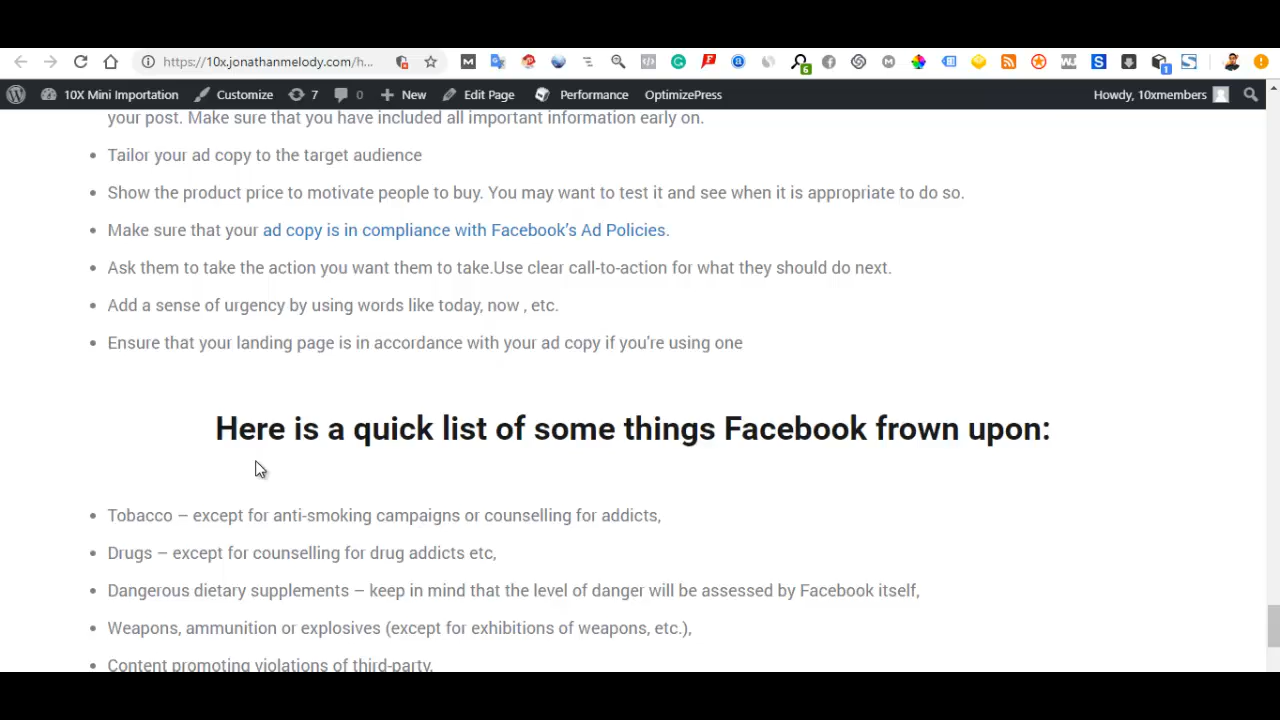 https://10x.jonathanmelody.com/h...
6
1
10X Mini Importation Customize 7 0 New Edit Page Performance OptimizePress Howdy, 10xmembers
your post. Make sure that you have included all important information early on.
Tailor your ad copy to the target audience
Show the product price to motivate people to buy. You may want to test it and see when it is appropriate to do so.
Make sure that your ad copy is in compliance with Facebook's Ad Policies.
Ask them to take the action you want them to take.Use clear call-to-action for what they should do next.
Add a sense of urgency by using words like today, now , etc.
Ensure that your landing page is in accordance with your ad copy if you're using one
Here is a quick list of some things Facebook frown upon:
Tobacco – except for anti-smoking campaigns or counselling for addicts,
Drugs – except for counselling for drug addicts etc,
Dangerous dietary supplements – keep in mind that the level of danger will be assessed by Facebook itself,
Weapons, ammunition or explosives (except for exhibitions of weapons, etc.),
Content promoting violations of third-party,